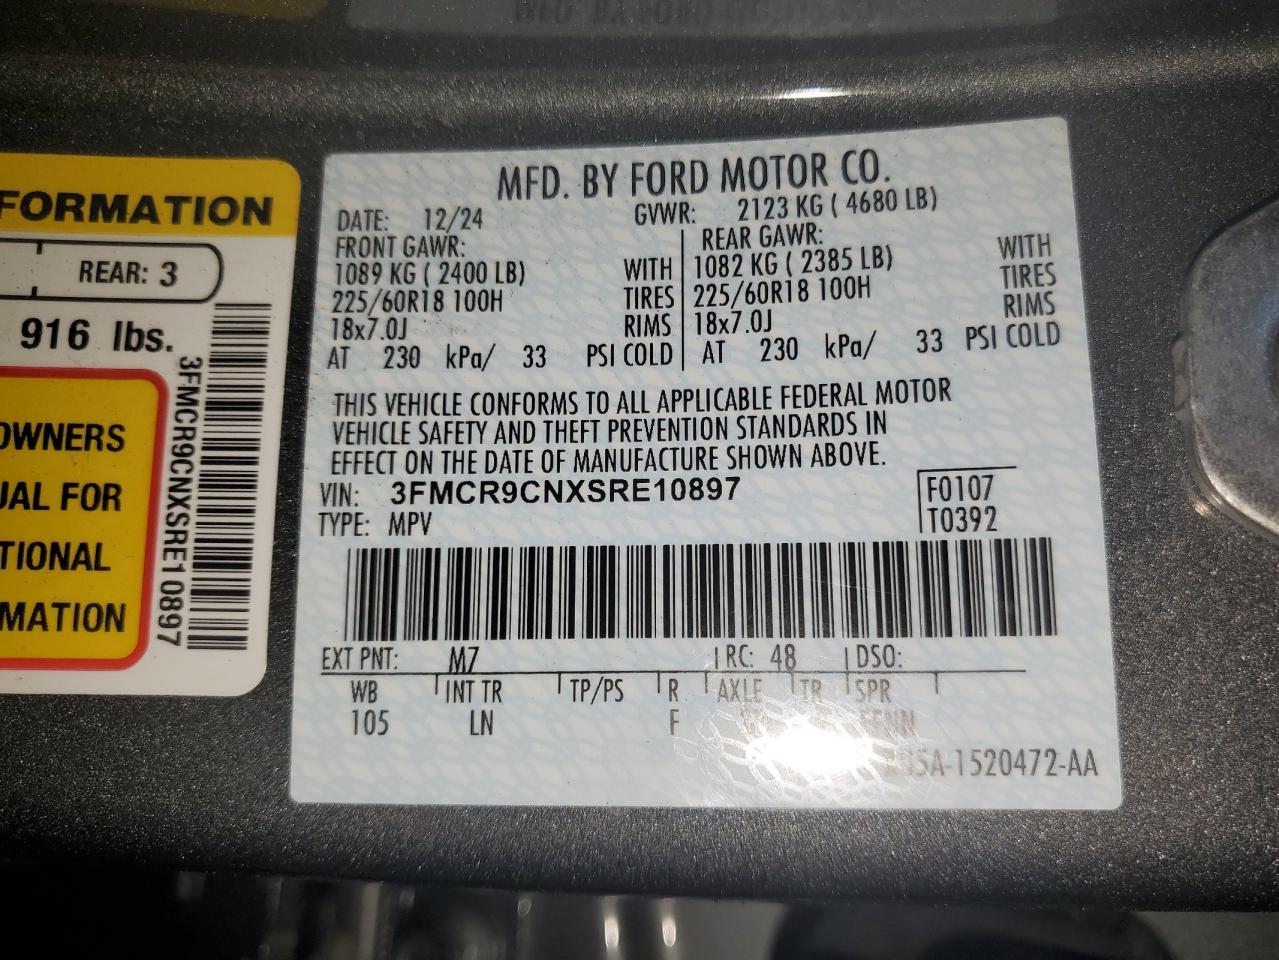 FORMATION
REAR: 3
916 lbs.
3FMCR9CNXSRE10897
OWNERS
UAL FOR
TIONAL
MATION
MFD. BY FORD MOTOR CO.
DATE: 12/24 GVWR: 2123 KG ( 4680 LB)
FRONT GAWR: REAR GAWR:
1089 KG ( 2400 LB) WITH 1082 KG ( 2385 LB) WITH
225/60R18 100H TIRES 225/60R18 100H TIRES
18x7.0J RIMS 18x7.0J RIMS
AT 230 kPa/ 33 PSI COLD AT 230 kPa/ 33 PSI COLD
THIS VEHICLE CONFORMS TO ALL APPLICABLE FEDERAL MOTOR
VEHICLE SAFETY AND THEFT PREVENTION STANDARDS IN
EFFECT ON THE DATE OF MANUFACTURE SHOWN ABOVE.
VIN: 3FMCR9CNXSRE10897 F0107
TYPE: MPV T0392
EXT PNT: M7 RC: 48 DSO:
WB INT TR TP/PS R AXLE TR SPR
105 LN F
1520472-AA